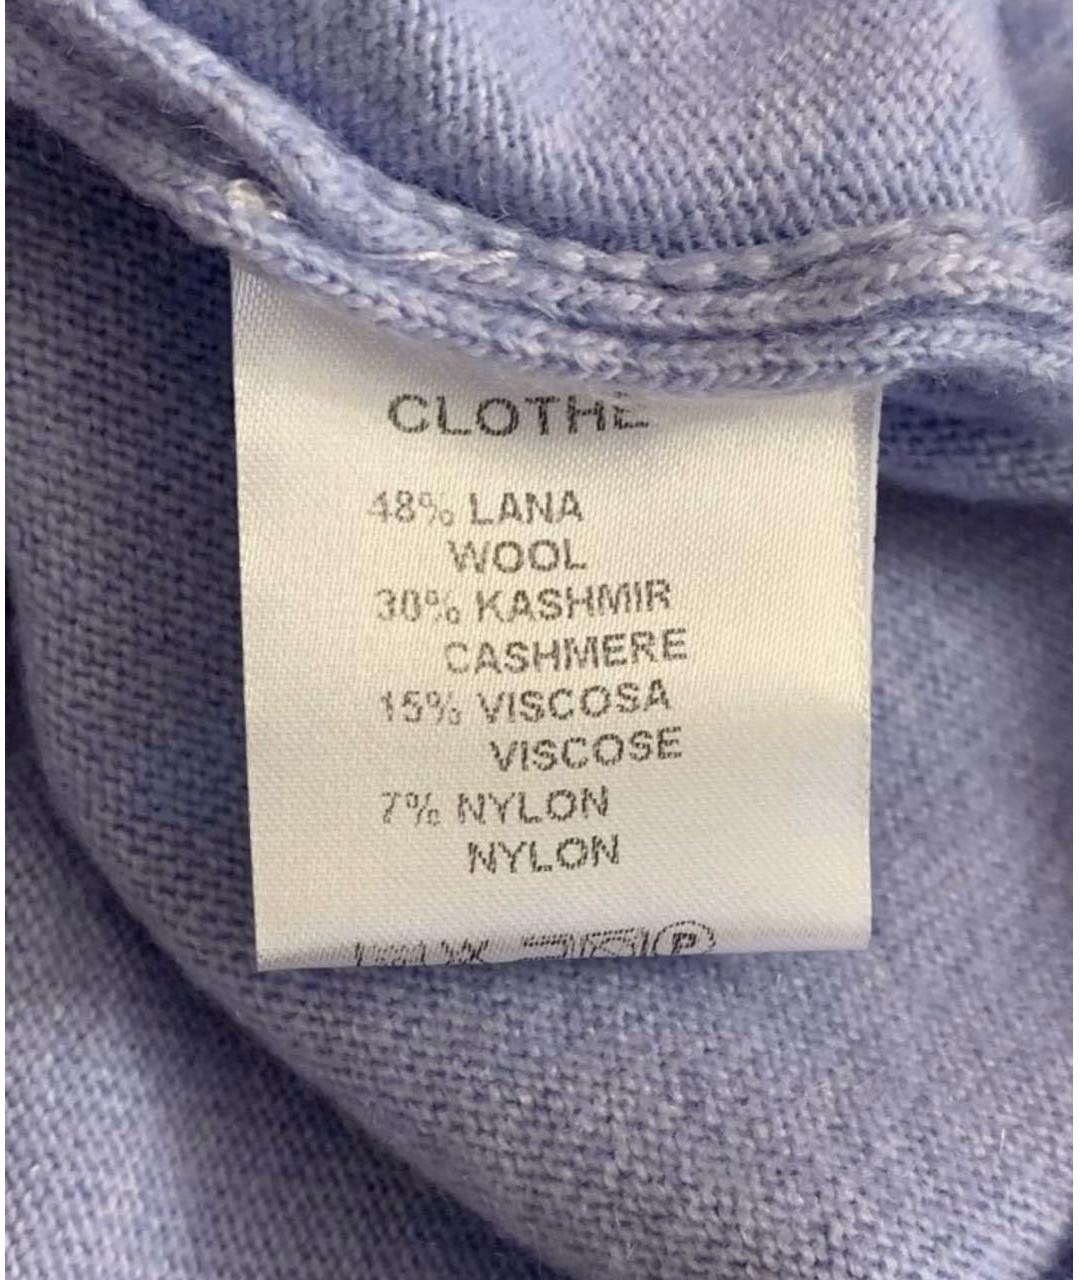 CLOTHE
48% LANA
WOOL
30% KASHMIR
CASHMERE
15% VISCOSA
VISCOSE
7% NYLON
NYLON
P